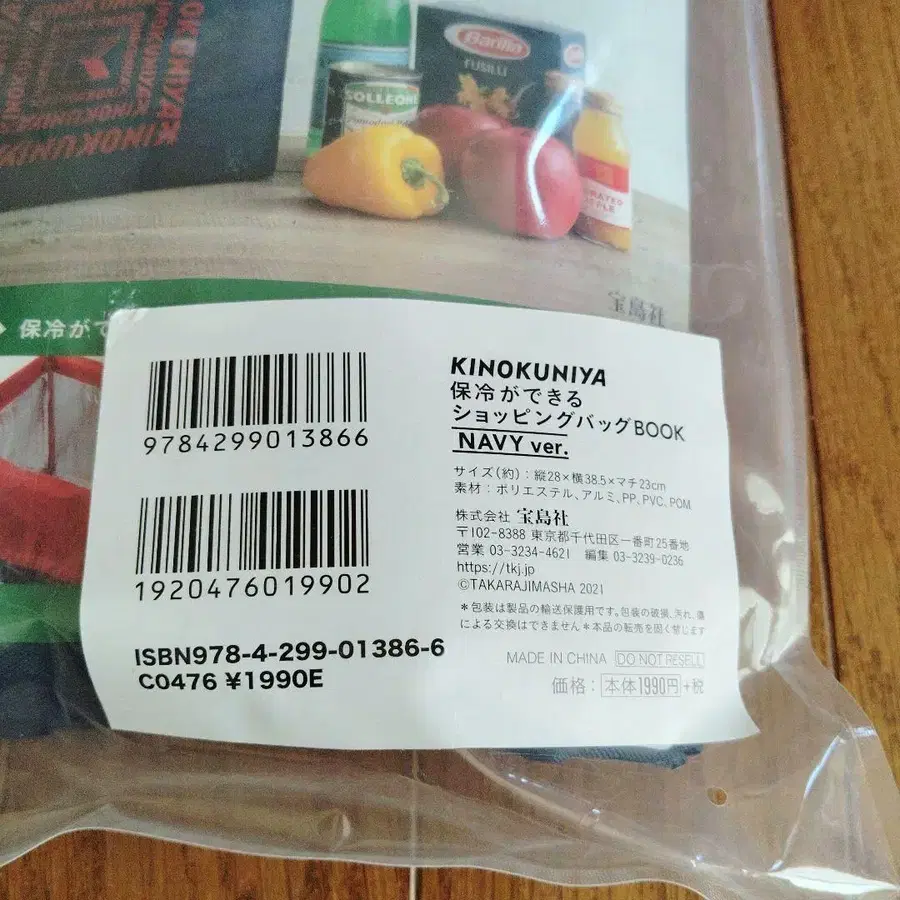 KINOKUNIYA
Barilla
FUSILLI
SOLLEONE
宝島社
保冷がで
9784299013866
1920476019902
ISBN978-4-299-01386-6
C0476 ¥1990E
KINOKUNIYA
保冷ができる
ショッピングバッグBOOK
NAVY ver.
サイズ(約):縦28×横38.5×マチ23cm
素材:ポリエステル、アルミ、PP、PVC、POM
株式会社 宝島社
〒102-8388 東京都千代田区一番町25番地
営業 03-3234-4621 編集 03-3239-0236
https://tkj.jp
©TAKARAJIMASHA 2021
*包装は製品の輸送保護用です。包装の破損、汚れ、傷
による交換はできません*本品の転売を固く禁じます
MADE IN CHINA DO NOT RESELL
価格:本体1990円+税